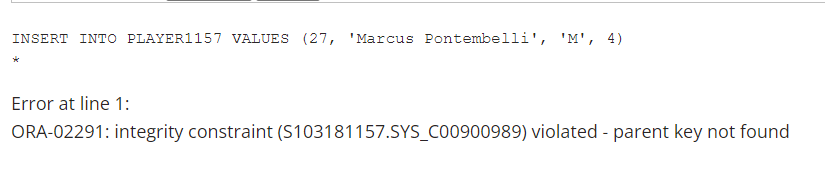 INSERT INTO PLAYER1157 VALUES (27, 'Marcus Pontembelli', 'M', 4)
*
Error at line 1:
ORA-02291: integrity constraint (S103181157.SYS_C00900989) violated - parent key not found